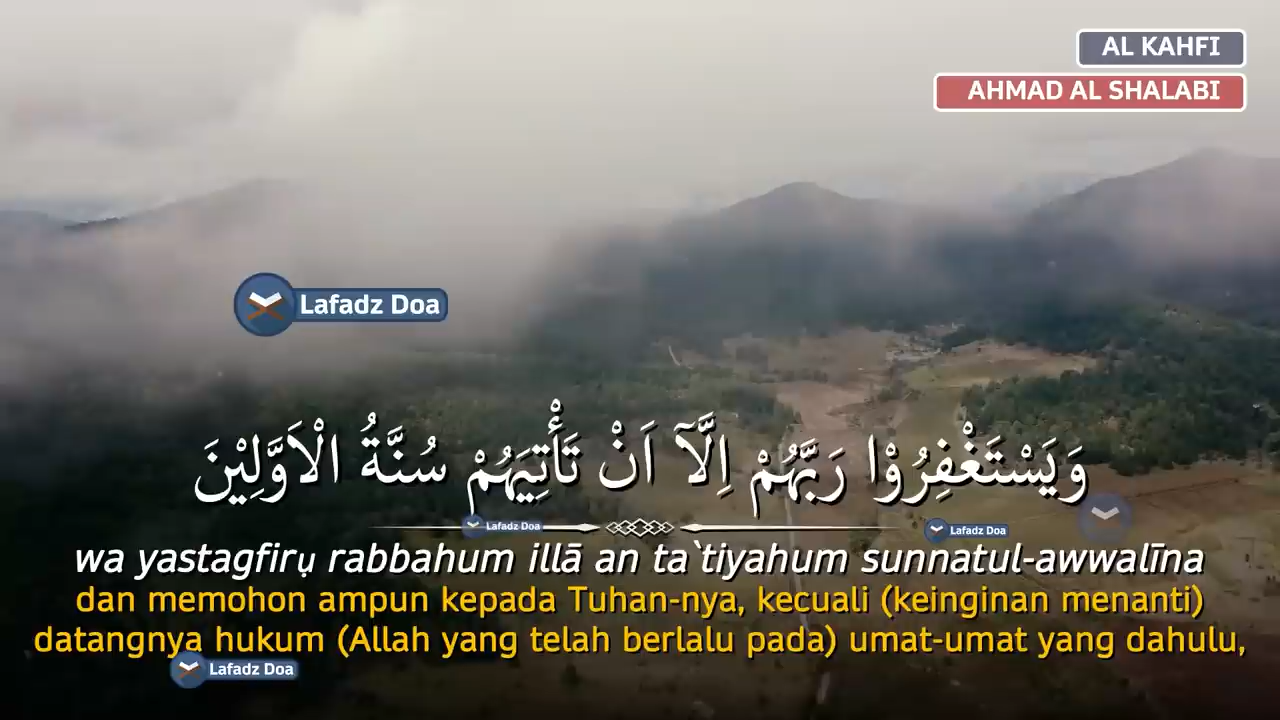 AL KAHFI
AHMAD AL SHALABI
Lafadz Doa
وَيَسْتَغْفِرُوْا رَبَّهُمْ اِلَّآ اَنْ تَأْتِيَهُمْ سُنَّةُ الْاَوَّلِيْنَ
Lafadz Doa
Lafadz Doa
wa yastagfirụ rabbahum illā an ta`tiyahum sunnatul-awwalīna
dan memohon ampun kepada Tuhan-nya, kecuali (keinginan menanti)
datangnya hukum (Allah yang telah berlalu pada) umat-umat yang dahulu,
Lafadz Doa